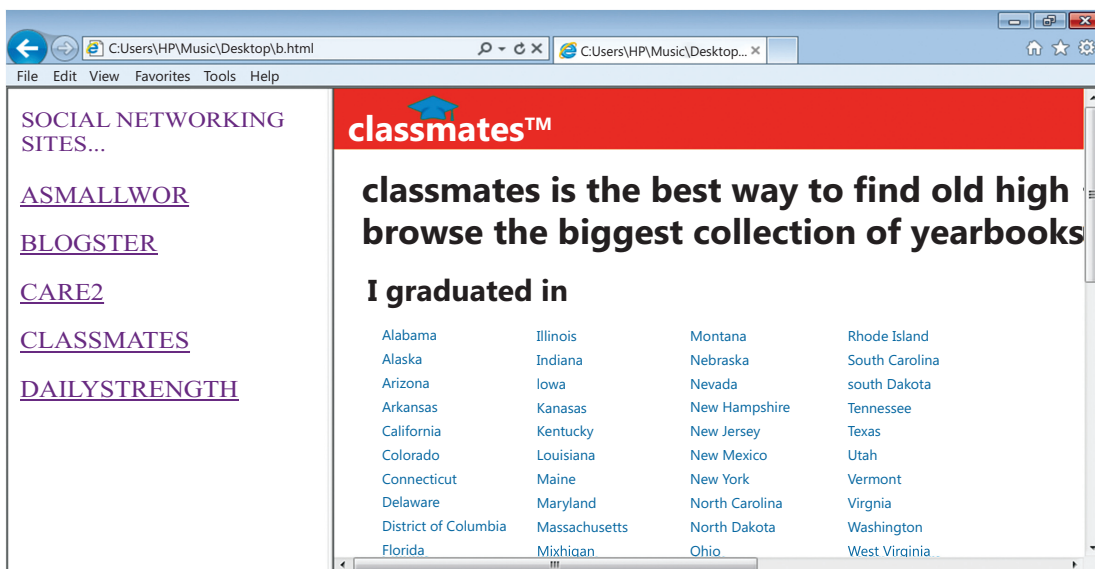 C:\Users\HP\Music\Desktop\b.html
C:\Users\HP\Music\Desktop...
File Edit View Favorites Tools Help
SOCIAL NETWORKING
SITES...
ASMALLWOR
BLOGSTER
CARE2
CLASSMATES
DAILYSTRENGTH
classmates™
classmates is the best way to find old high
browse the biggest collection of yearbooks
I graduated in
Alabama Illinois Montana Rhode Island
Alaska Indiana Nebraska South Carolina
Arizona Iowa Nevada south Dakota
Arkansas Kanasas New Hampshire Tennessee
California Kentucky New Jersey Texas
Colorado Louisiana New Mexico Utah
Connecticut Maine New York Vermont
Delaware Maryland North Carolina Virgnia
District of Columbia Massachusetts North Dakota Washington
Florida Mixhigan Ohio West Virginia